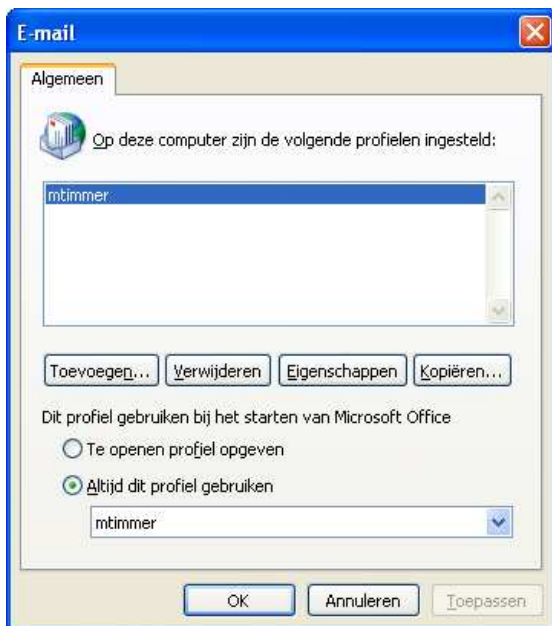 E-mail
Algemeen
Op deze computer zijn de volgende profielen ingesteld:
mtimmer
Toevoegen... Verwijderen Eigenschappen Kopiëren...
Dit profiel gebruiken bij het starten van Microsoft Office
Te openen profiel opgeven
Altijd dit profiel gebruiken
mtimmer
OK Annuleren Toepassen